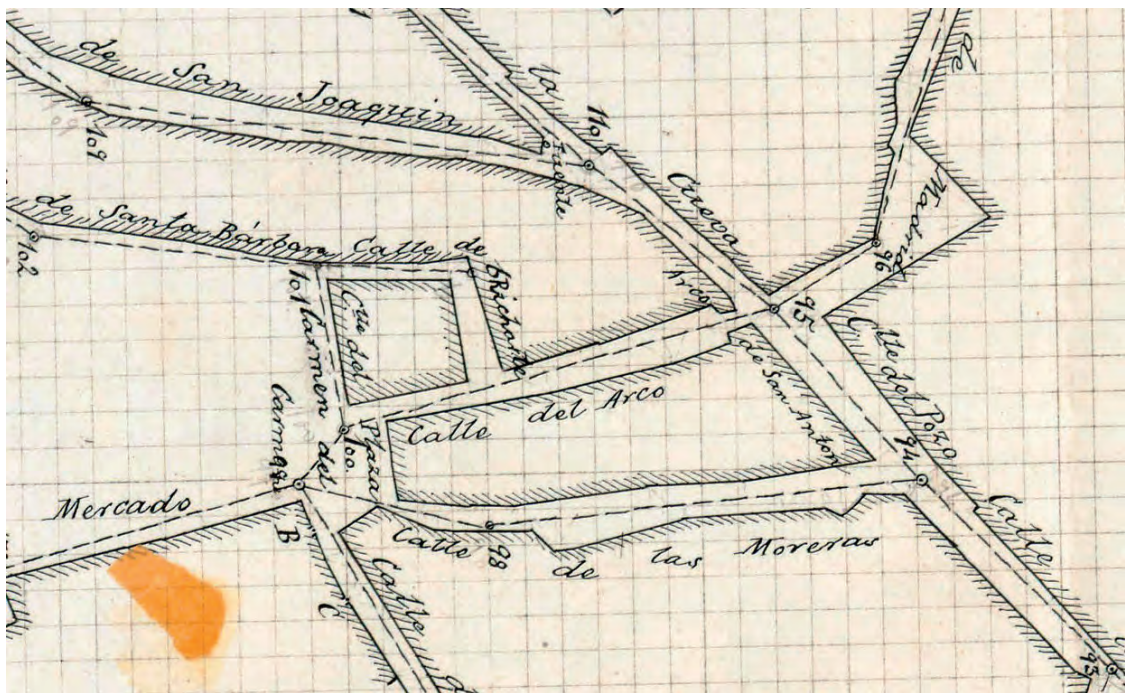 de San Joaquin
la
Cueva
110
Fuente
109
de
Madrid
96
de Santa Bárbara
Calle de
Richarte
102
101
Clle del
Carmen
Arco
95
Clle del Pozo
de San Anton
Calle del Arco
Plaza
del
Carmen
100
99
94
Mercado
B
C
Calle
98
de
las Moreras
Calle
Calle
93